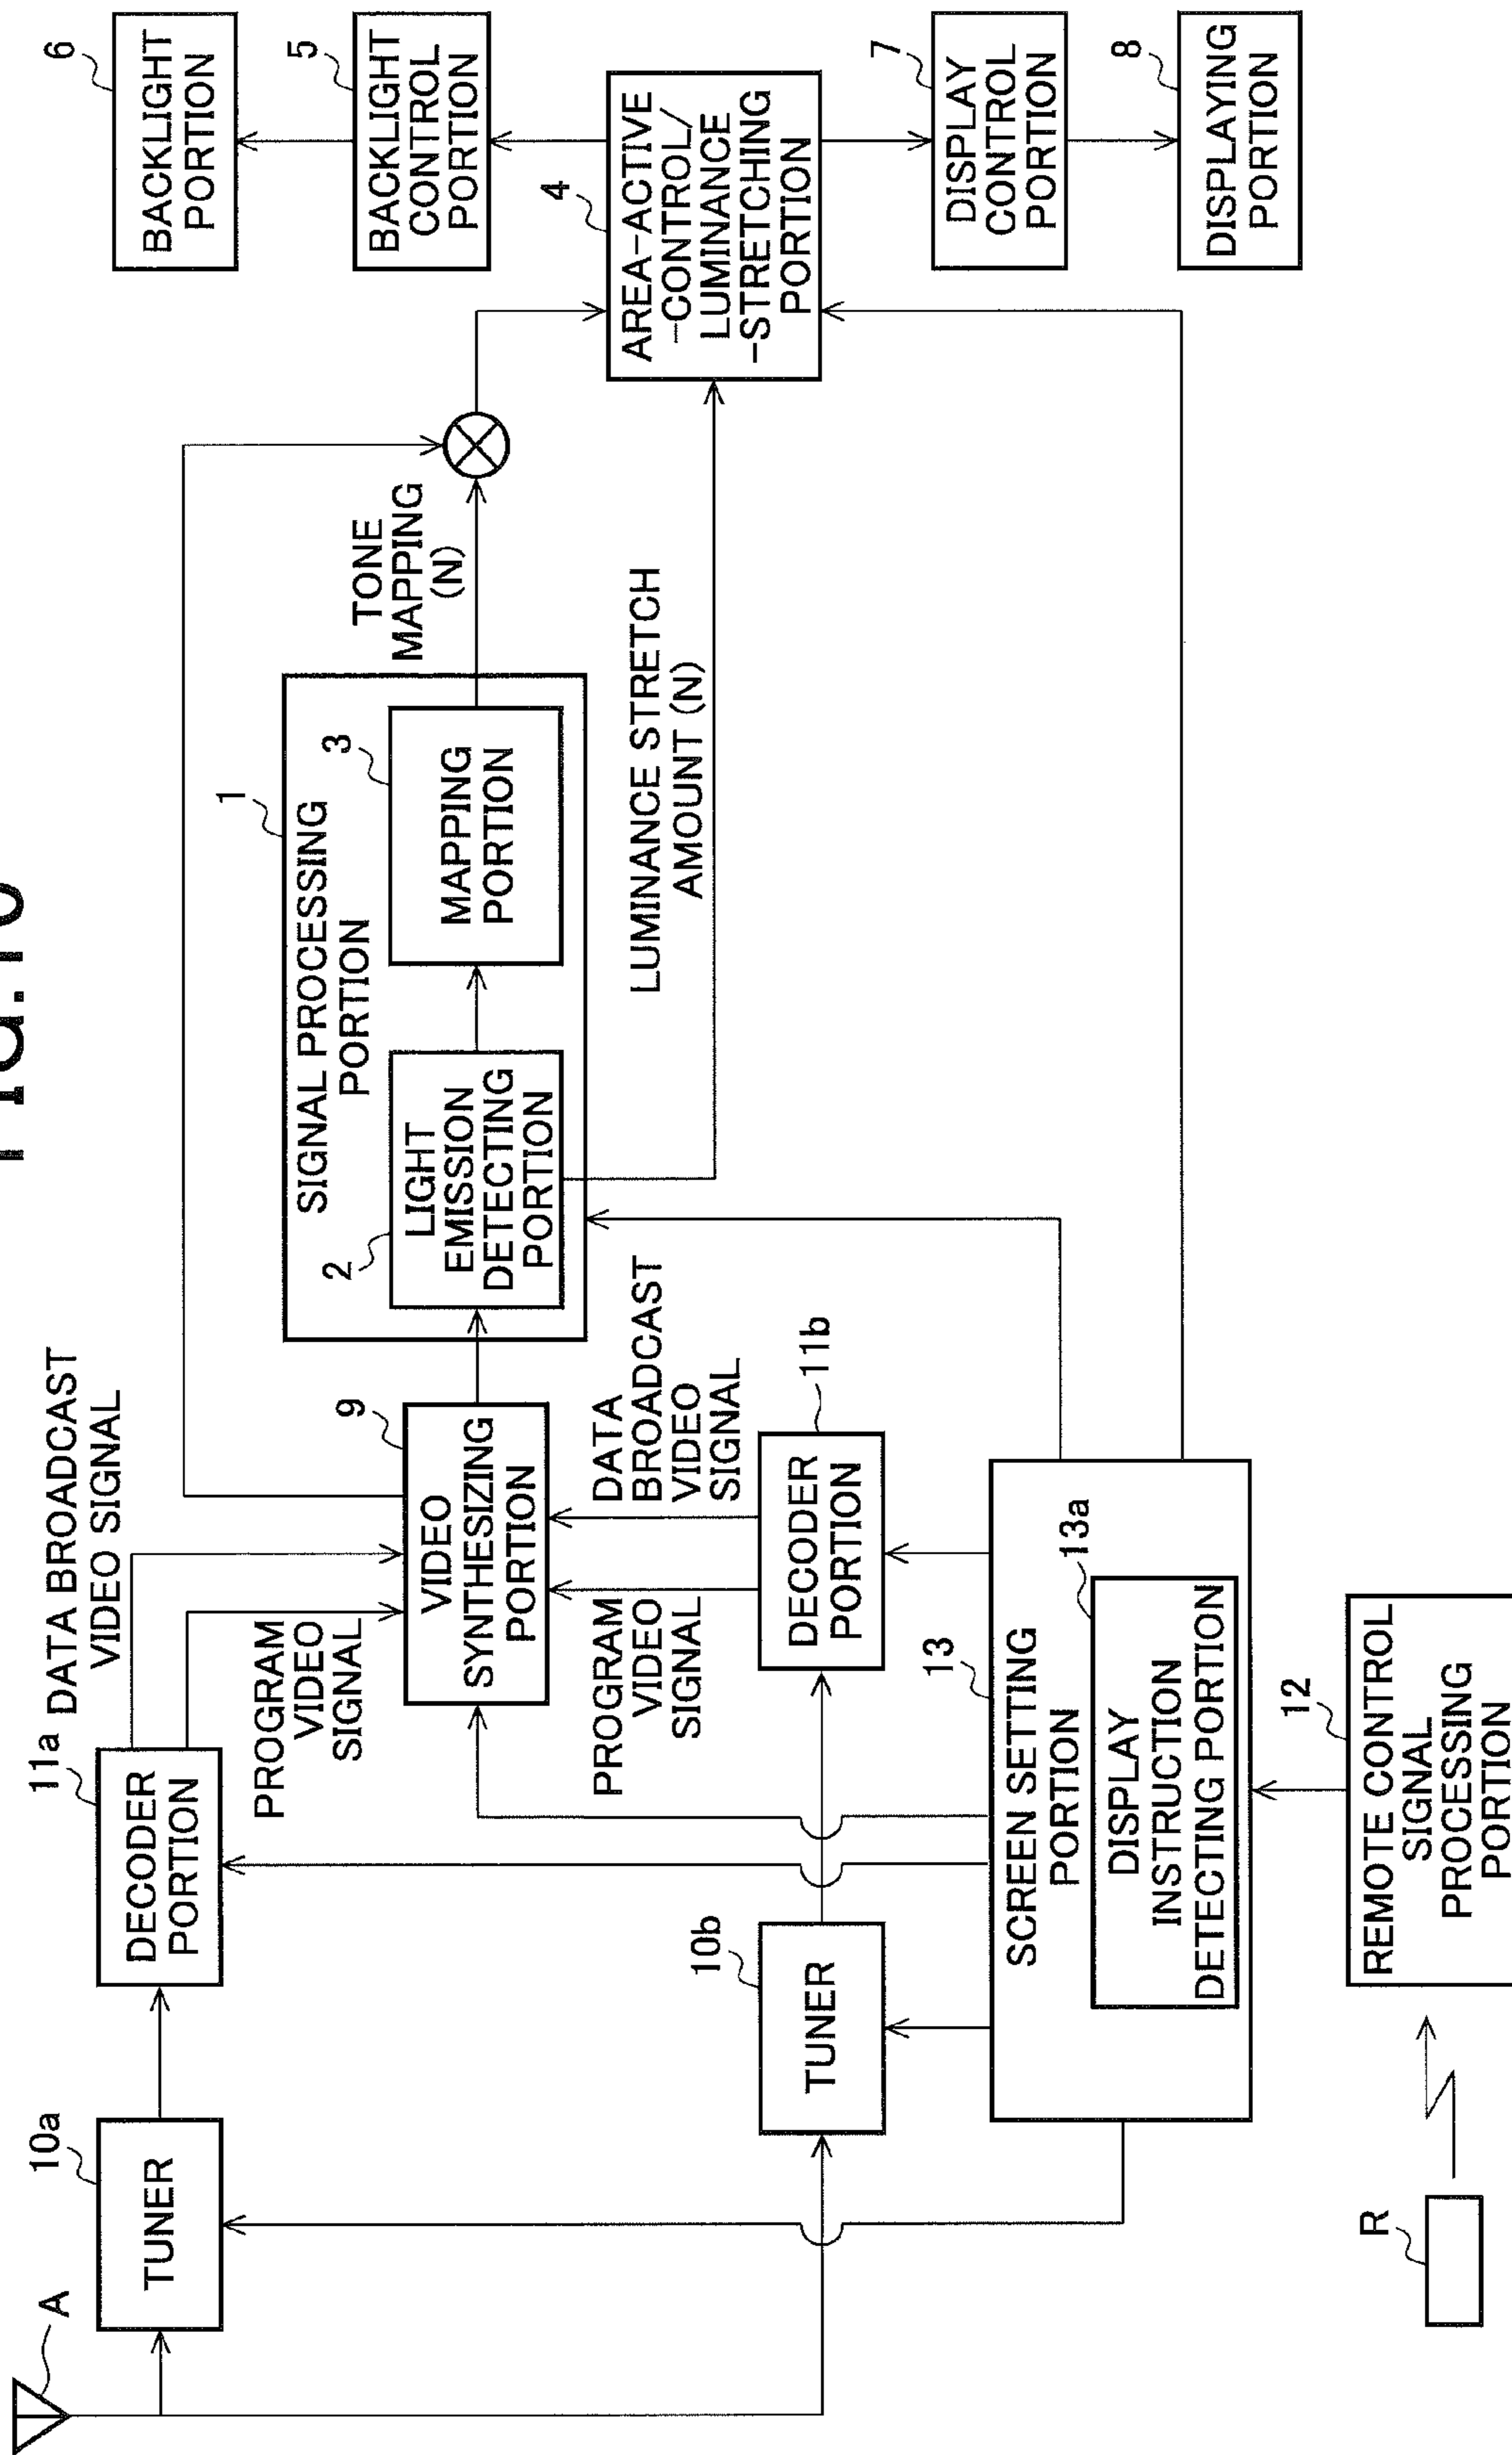 A
10a
TUNER
11a
DECODER
PORTION
DATA BROADCAST
VIDEO SIGNAL
PROGRAM
VIDEO
SIGNAL
9
VIDEO
SYNTHESIZING
PORTION
1
SIGNAL PROCESSING
PORTION
2
LIGHT
EMISSION
DETECTING
PORTION
3
MAPPING
PORTION
TONE
MAPPING
(N)
LUMINANCE STRETCH
AMOUNT (N)
6
BACKLIGHT
PORTION
5
BACKLIGHT
CONTROL
PORTION
4
AREA-ACTIVE
-CONTROL/
LUMINANCE
-STRETCHING
PORTION
7
DISPLAY
CONTROL
PORTION
8
DISPLAYING
PORTION
10b
TUNER
PROGRAM
VIDEO
SIGNAL
DATA
BROADCAST
VIDEO
SIGNAL
11b
DECODER
PORTION
13
SCREEN SETTING
PORTION
13a
DISPLAY
INSTRUCTION
DETECTING PORTION
R
12
REMOTE CONTROL
SIGNAL
PROCESSING
PORTION